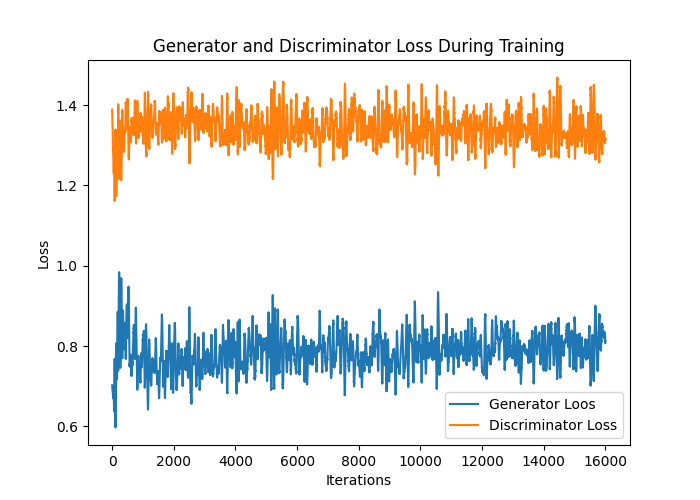 Generator and Discriminator Loss During Training
1.4
1.2
1.0
0.8
0.6
Loss
0
2000
4000
6000
8000
10000
12000
14000
16000
Iterations
Generator Loos
Discriminator Loss